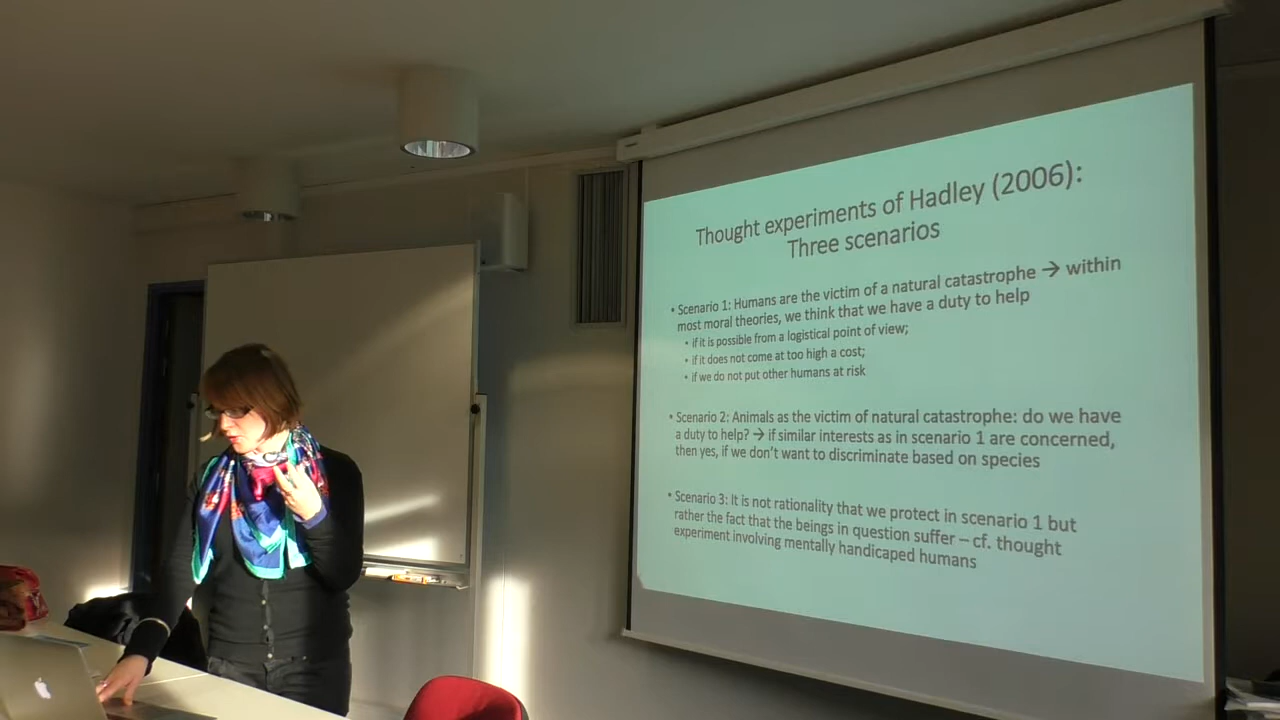 Thought experiments of Hadley (2006):
Three scenarios
• Scenario 1: Humans are the victim of a natural catastrophe → within
most moral theories, we think that we have a duty to help
• if it is possible from a logistical point of view;
• if it does not come at too high a cost;
• if we do not put other humans at risk
• Scenario 2: Animals as the victim of natural catastrophe: do we have
a duty to help? → if similar interests as in scenario 1 are concerned,
then yes, if we don't want to discriminate based on species
• Scenario 3: It is not rationality that we protect in scenario 1 but
rather the fact that the beings in question suffer – cf. thought
experiment involving mentally handicaped humans